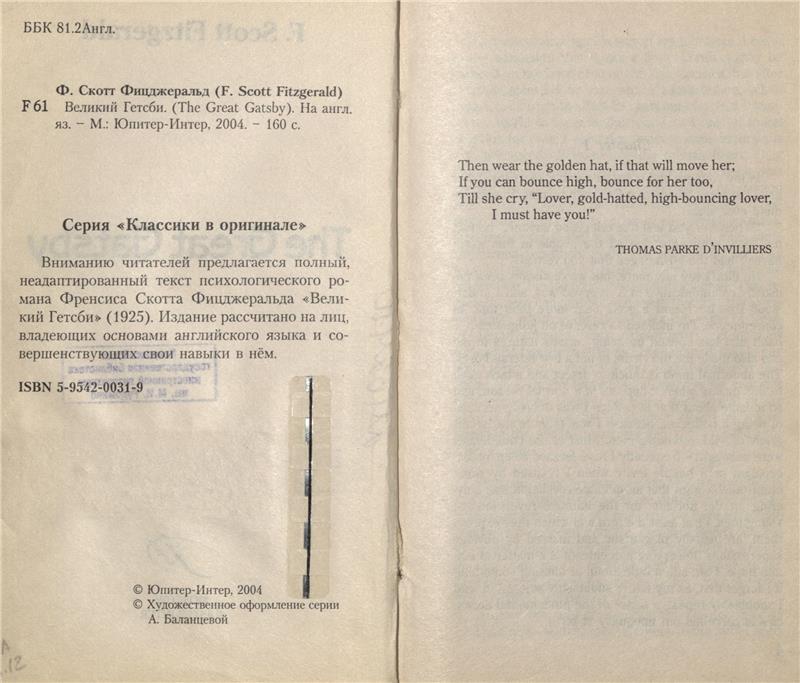 ББК 81.2Англ.
Ф. Скотт Фицджеральд (F. Scott Fitzgerald)
F 61 Великий Гетсби. (The Great Gatsby). На англ.
яз. – М.: Юпитер-Интер, 2004. – 160 с.
Серия «Классики в оригинале»
Вниманию читателей предлагается полный,
неадаптированный текст психологического ро-
мана Френсиса Скотта Фицджеральда «Вели-
кий Гетсби» (1925). Издание рассчитано на лиц,
владеющих основами английского языка и со-
вершенствующих свои навыки в нём.
ISBN 5-9542-0031-9
© Юпитер-Интер, 2004
© Художественное оформление серии
А. Баланцевой
Then wear the golden hat, if that will move her;
If you can bounce high, bounce for her too,
Till she cry, “Lover, gold-hatted, high-bouncing lover,
I must have you!”
THOMAS PARKE D’INVILLIERS